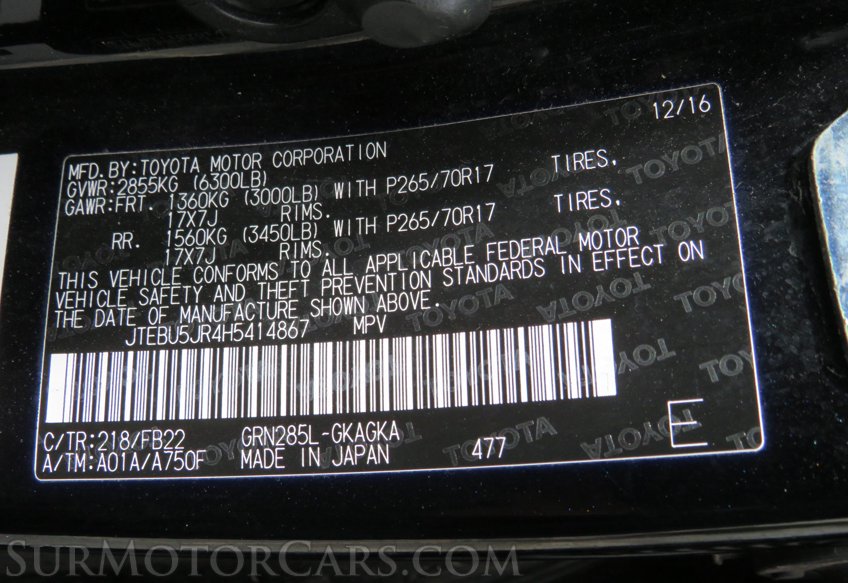 12/16
MFD. BY:TOYOTA MOTOR CORPORATION
GVWR:2855KG (6300LB)
GAWR:FRT. 1360KG (3000LB) WITH P265/70R17 TIRES,
17X7J RIMS.
RR. 1560KG (3450LB) WITH P265/70R17 TIRES,
17X7J RIMS.
THIS VEHICLE CONFORMS TO ALL APPLICABLE FEDERAL MOTOR
VEHICLE SAFETY AND THEFT PREVENTION STANDARDS IN EFFECT ON
THE DATE OF MANUFACTURE SHOWN ABOVE.
JTEBU5JR4H5414867 MPV
C/TR:218/FB22 GRN285L-GKAGKA
A/TM:A01A/A750F MADE IN JAPAN 477 E
TOYOTA
SURMOTORCARS.COM